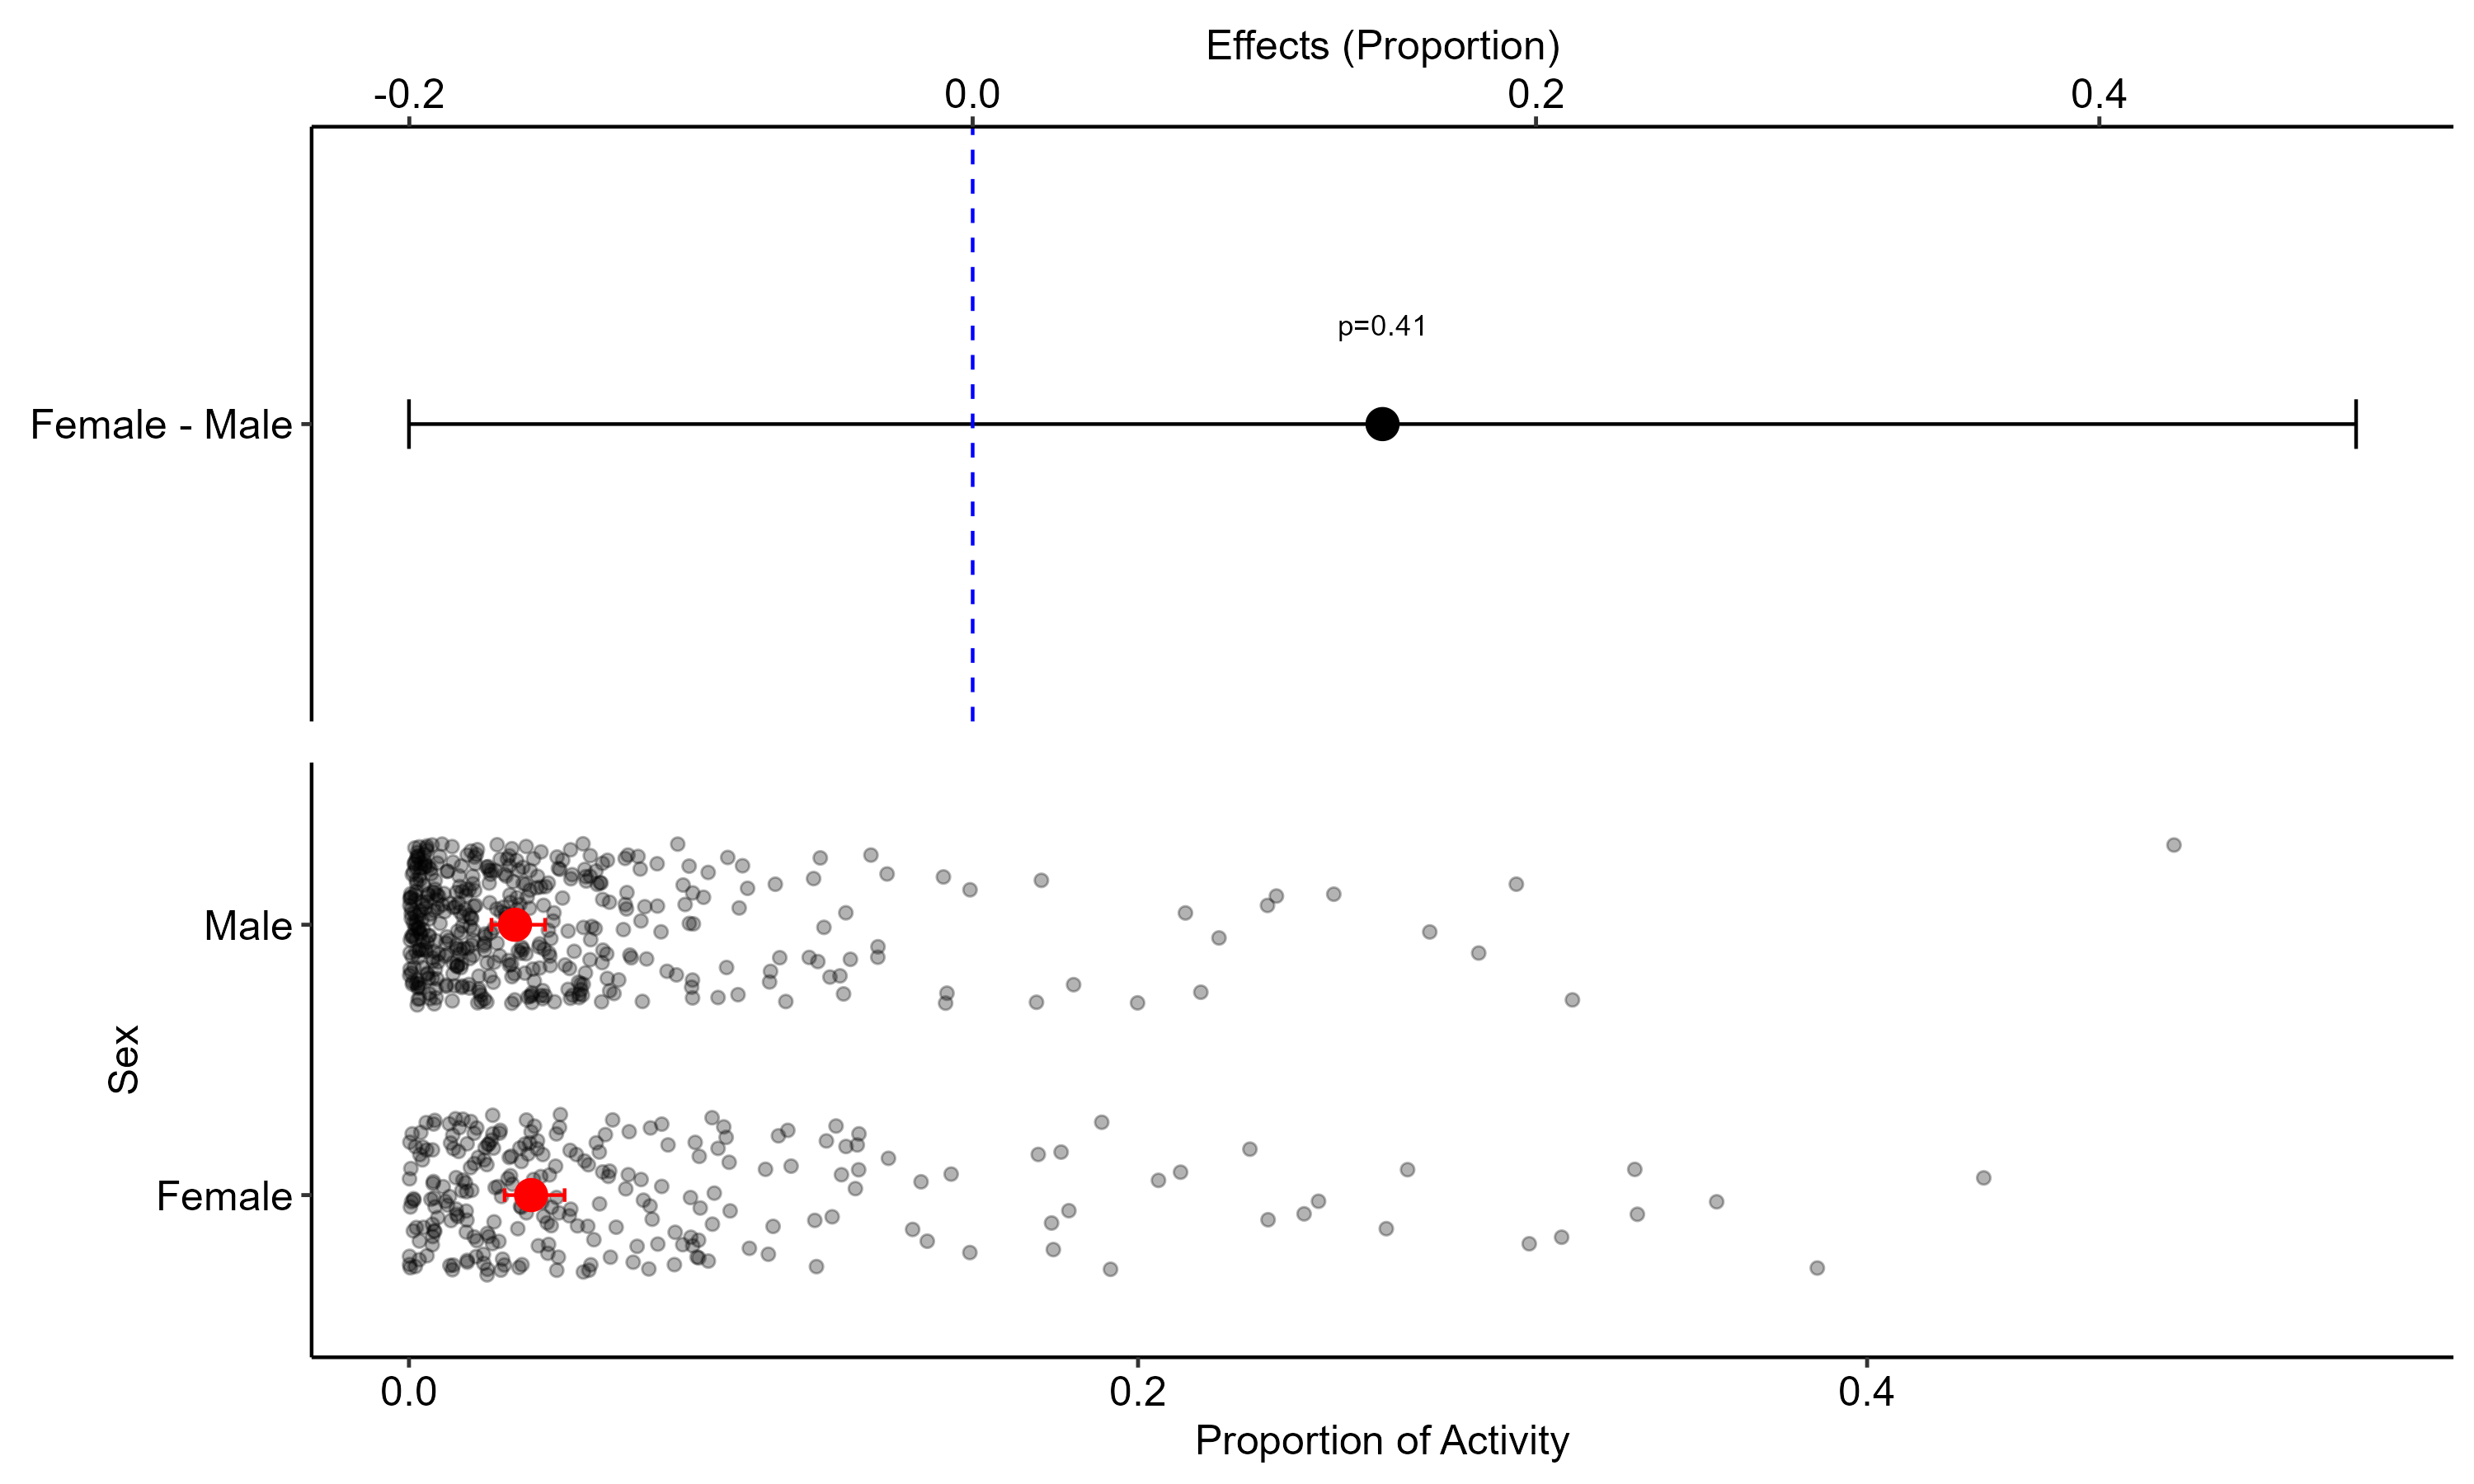 Effects (Proportion)
-0.2 0.0 0.2 0.4
p=0.41
Female - Male
Male
Sex
Female
0.0 0.2 0.4
Proportion of Activity